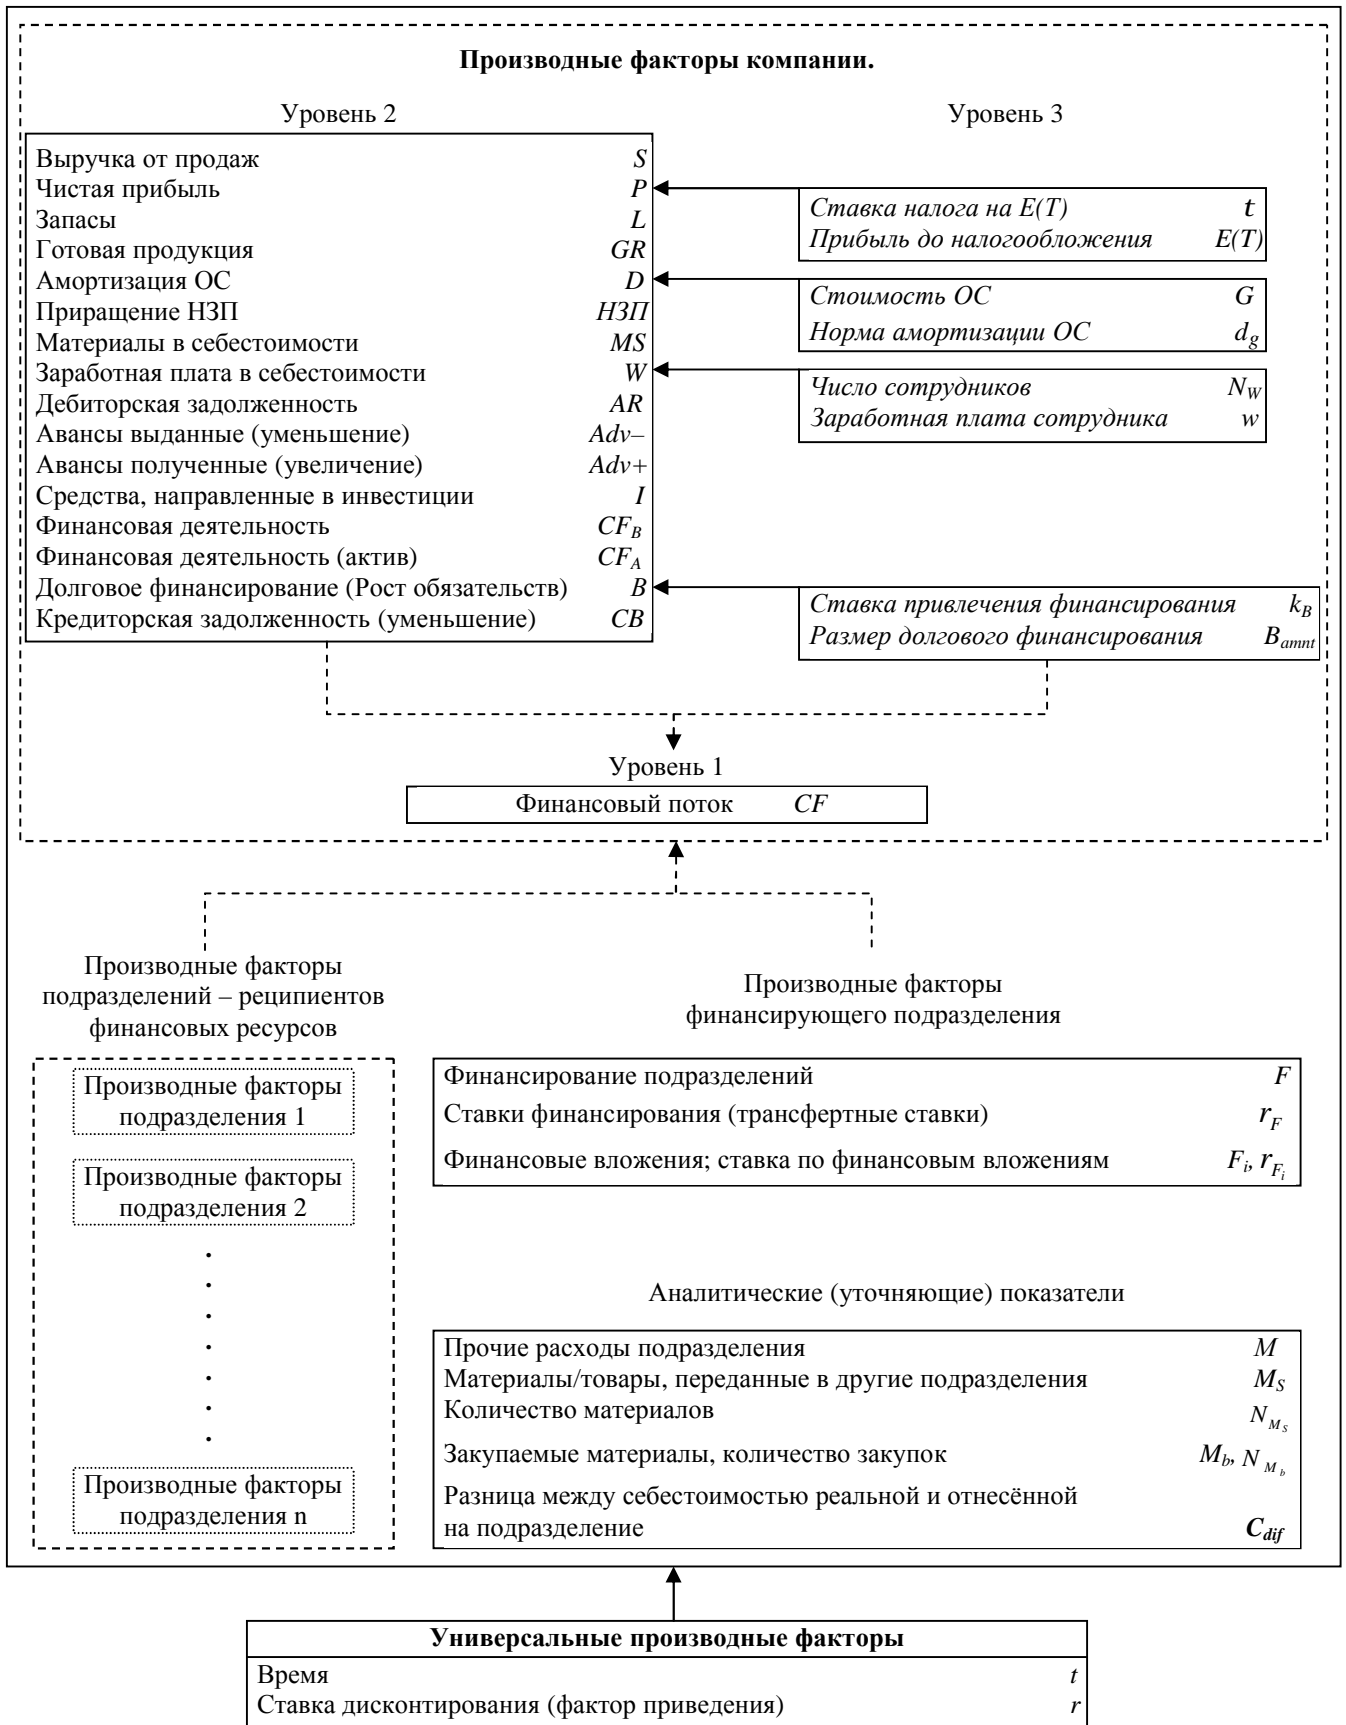 Производные факторы компании.
Уровень 2
Выручка от продаж S
Чистая прибыль P
Запасы L
Готовая продукция GR
Амортизация ОС D
Приращение НЗП НЗП
Материалы в себестоимости MS
Заработная плата в себестоимости W
Дебиторская задолженность AR
Авансы выданные (уменьшение) Adv–
Авансы полученные (увеличение) Adv+
Средства, направленные в инвестиции I
Финансовая деятельность CF_B
Финансовая деятельность (актив) CF_A
Долговое финансирование (Рост обязательств) B
Кредиторская задолженность (уменьшение) CB
Уровень 3
Ставка налога на E(T) t
Прибыль до налогообложения E(T)
Стоимость ОС G
Норма амортизации ОС d_g
Число сотрудников N_W
Заработная плата сотрудника w
Ставка привлечения финансирования k_B
Размер долгового финансирования B_amnt
Уровень 1
Финансовый поток CF
Производные факторы
подразделений – реципиентов
финансовых ресурсов
Производные факторы
подразделения 1
Производные факторы
подразделения 2
.
.
.
.
.
.
.
Производные факторы
подразделения n
Производные факторы
финансирующего подразделения
Финансирование подразделений F
Ставки финансирования (трансфертные ставки) r_F
Финансовые вложения; ставка по финансовым вложениям F_i, r_{F_i}
Аналитические (уточняющие) показатели
Прочие расходы подразделения M
Материалы/товары, переданные в другие подразделения M_S
Количество материалов N_{M_S}
Закупаемые материалы, количество закупок M_b, N_{M_b}
Разница между себестоимостью реальной и отнесённой
на подразделение C_dif
Универсальные производные факторы
Время t
Ставка дисконтирования (фактор приведения) r